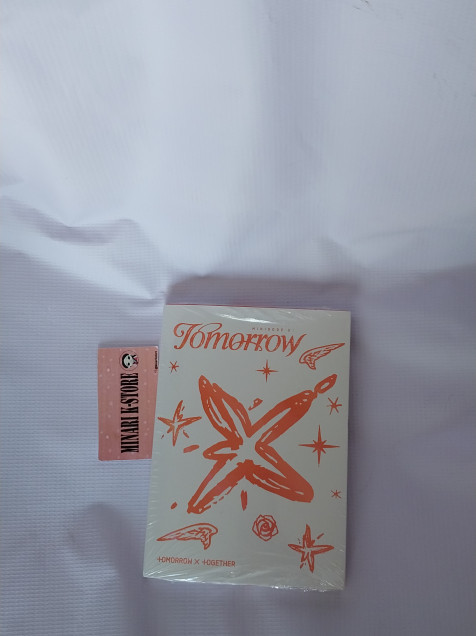 MINISODE 3
Tomorrow
MINARI K-STORE
TOMORROW X TOGETHER